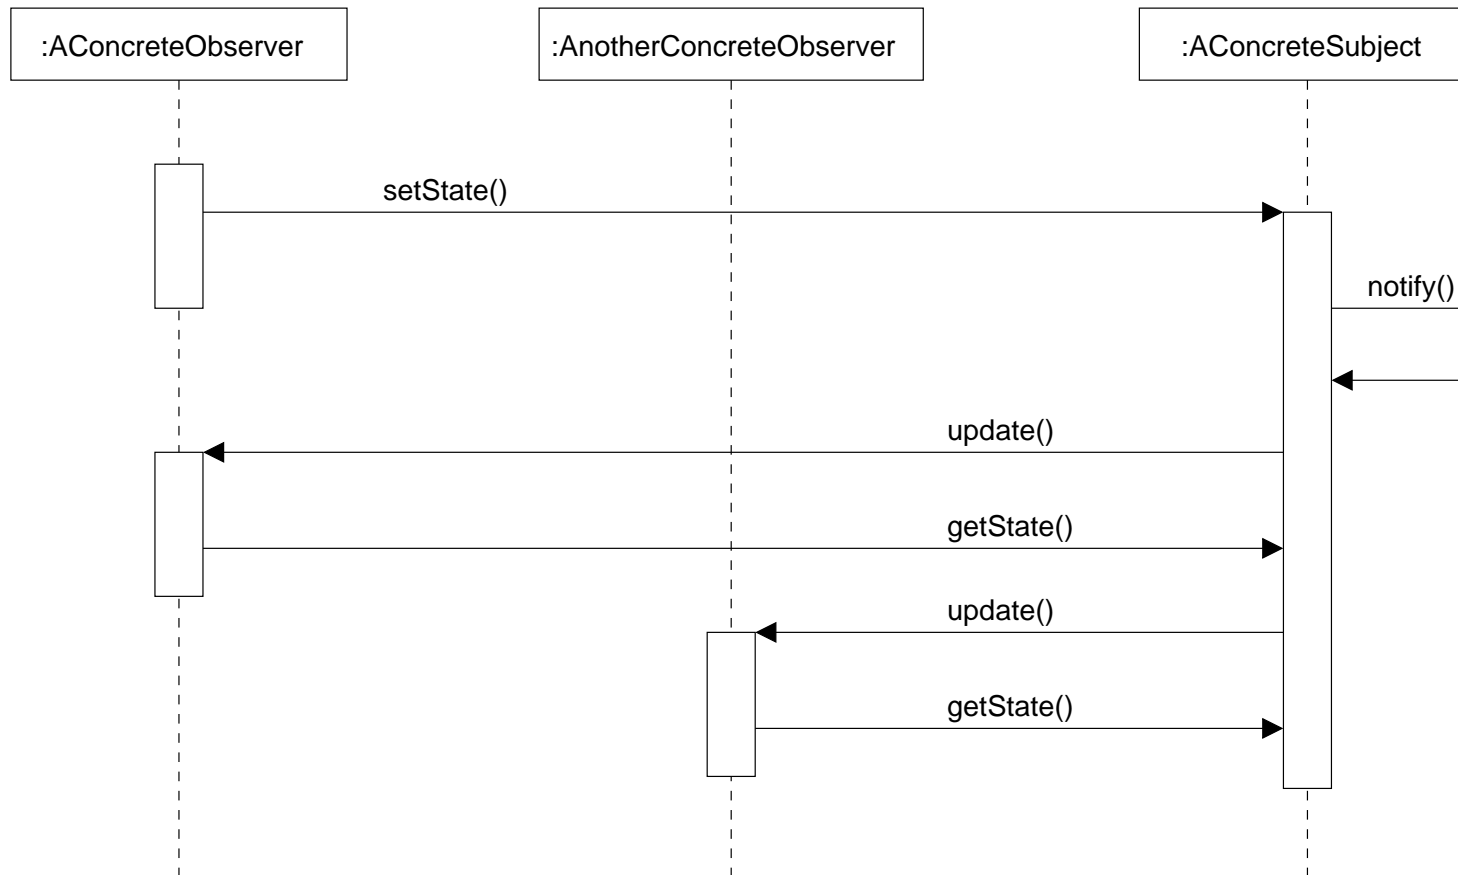 :AConcreteObserver
:AnotherConcreteObserver
:AConcreteSubject
setState()
notify()
update()
getState()
update()
getState()